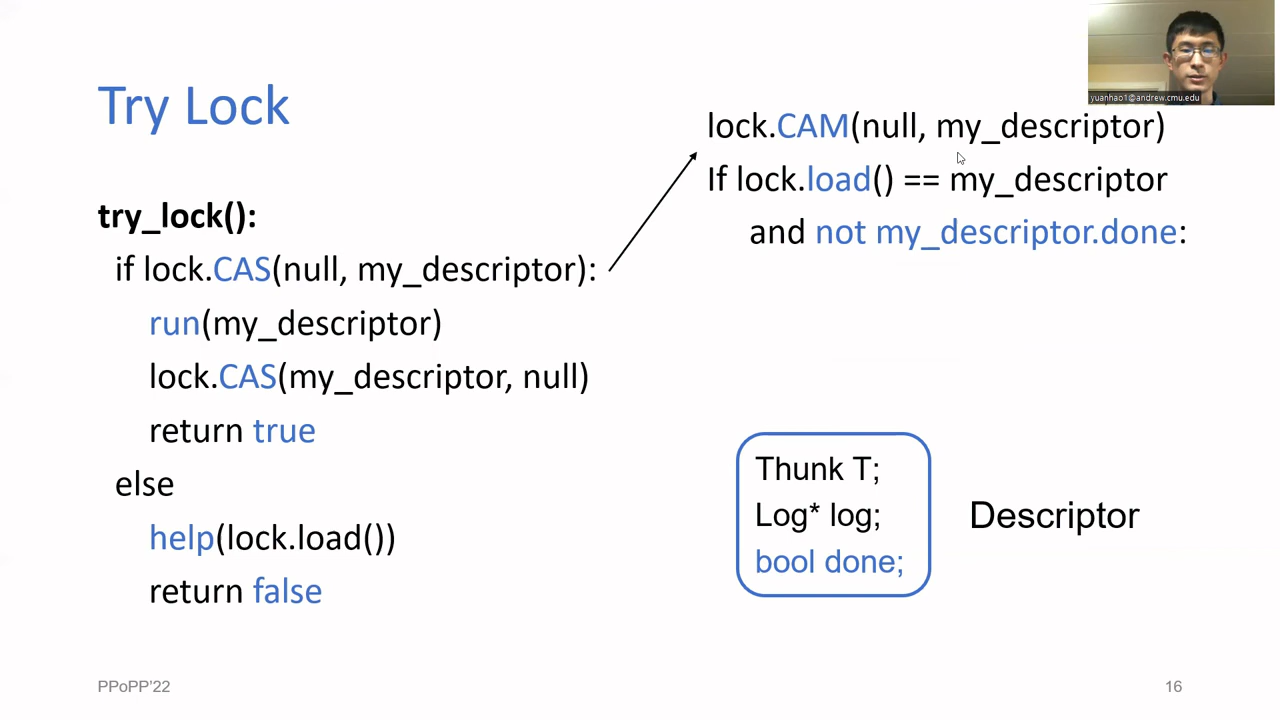 Try Lock
try_lock():
if lock.CAS(null, my_descriptor):
run(my_descriptor)
lock.CAS(my_descriptor, null)
return true
else
help(lock.load())
return false
yuanhao1@andrew.cmu.edu
lock.CAM(null, my_descriptor)
If lock.load() == my_descriptor
and not my_descriptor.done:
Thunk T;
Log* log;
bool done;
Descriptor
PPoPP'22
16